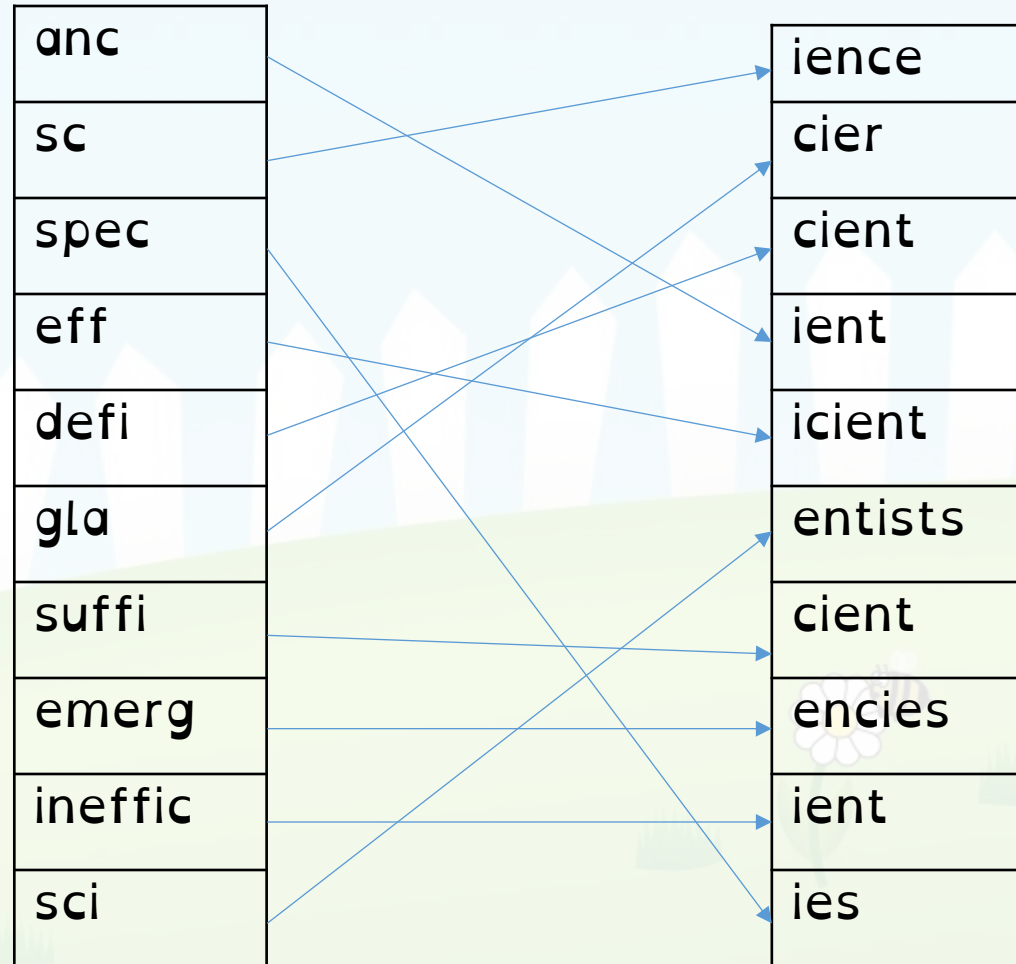 anc
sc
spec
eff
defi
gla
suffi
emerg
ineffic
sci
ience
cier
cient
ient
icient
entists
cient
encies
ient
ies